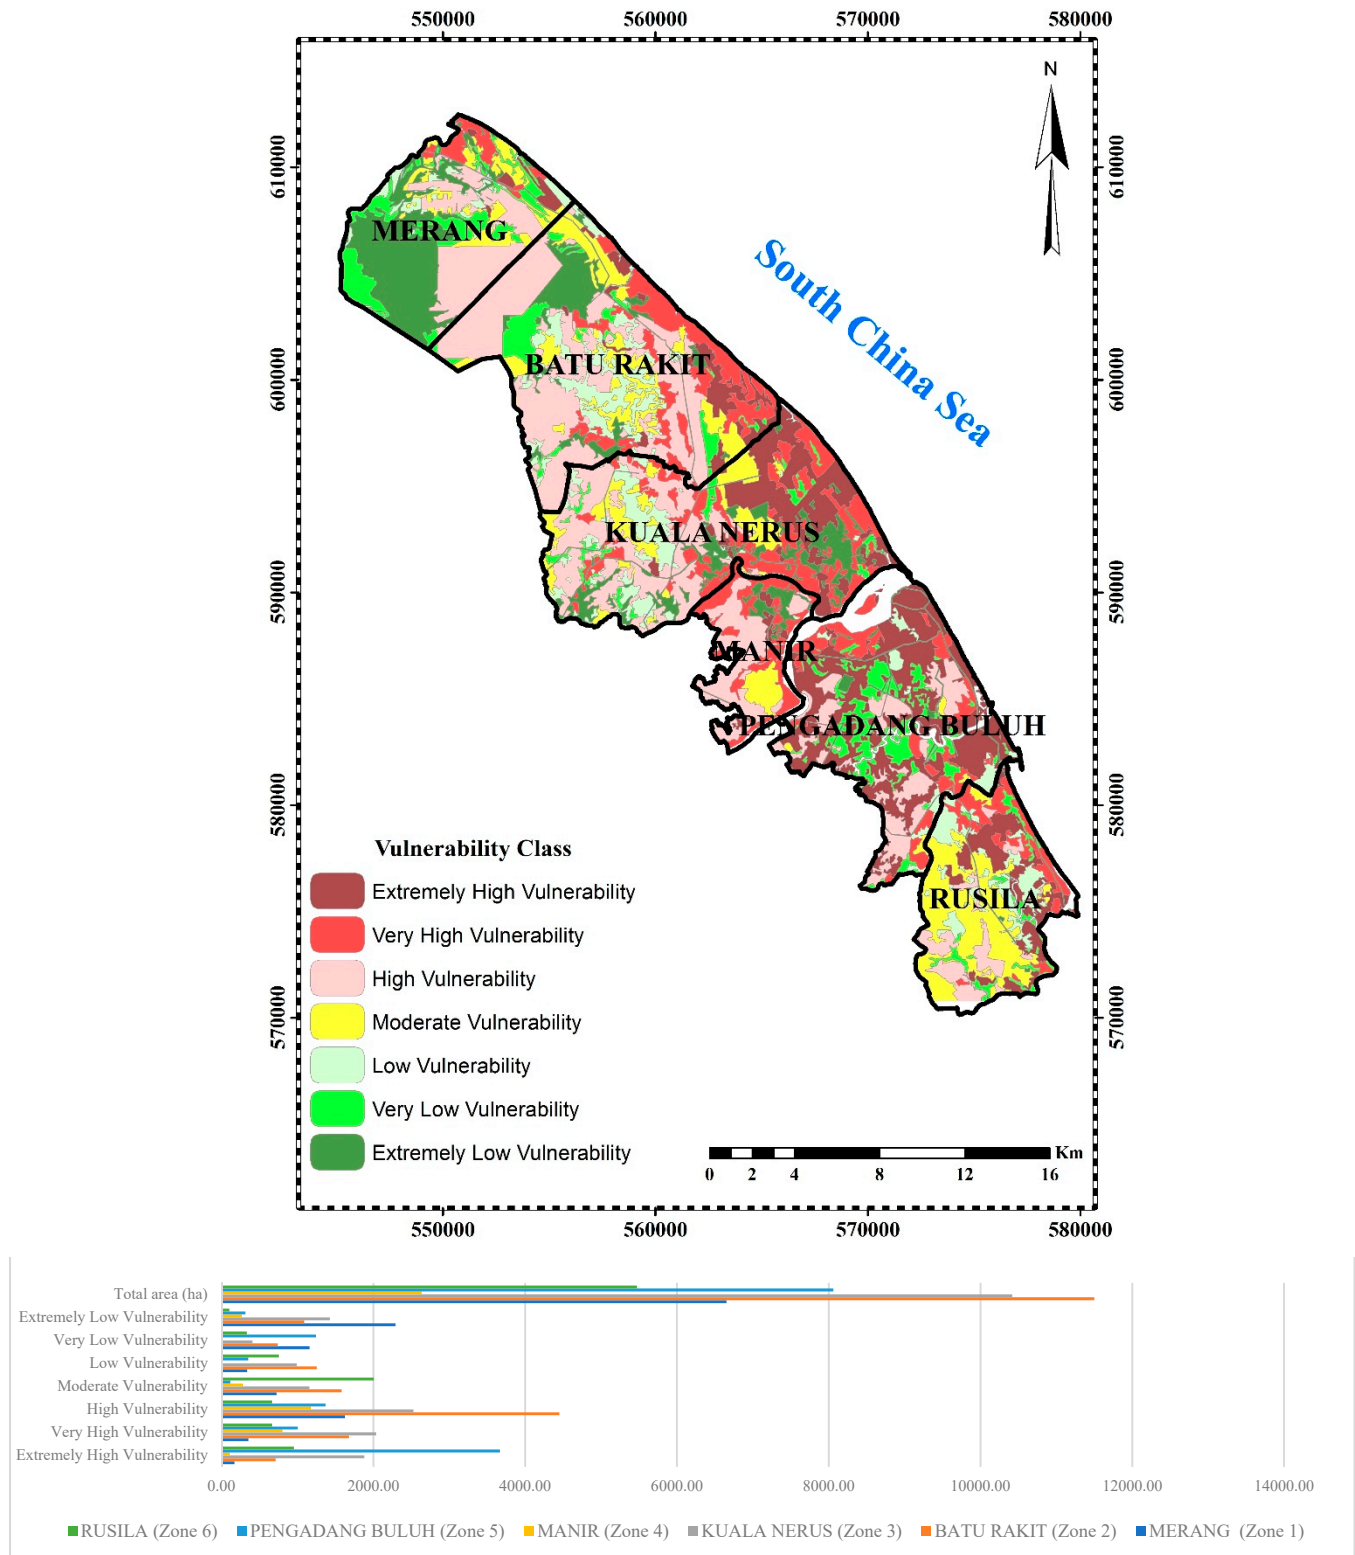 550000 560000 570000 580000
N
610000 610000
South China Sea
MERANG
600000 600000
BATU RAKIT
KUALA NERUS
590000 590000
MANIR
PENGADANG BULUH
580000 580000
Vulnerability Class
Extremely High Vulnerability
RUSILA
Very High Vulnerability
High Vulnerability
570000 570000
Moderate Vulnerability
Low Vulnerability
Very Low Vulnerability
Extremely Low Vulnerability
Km
0 2 4 8 12 16
550000 560000 570000 580000
Total area (ha)
Extremely Low Vulnerability
Very Low Vulnerability
Low Vulnerability
Moderate Vulnerability
High Vulnerability
Very High Vulnerability
Extremely High Vulnerability
0.00 2000.00 4000.00 6000.00 8000.00 10000.00 12000.00 14000.00
RUSILA (Zone 6) PENGADANG BULUH (Zone 5) MANIR (Zone 4) KUALA NERUS (Zone 3) BATU RAKIT (Zone 2) MERANG (Zone 1)